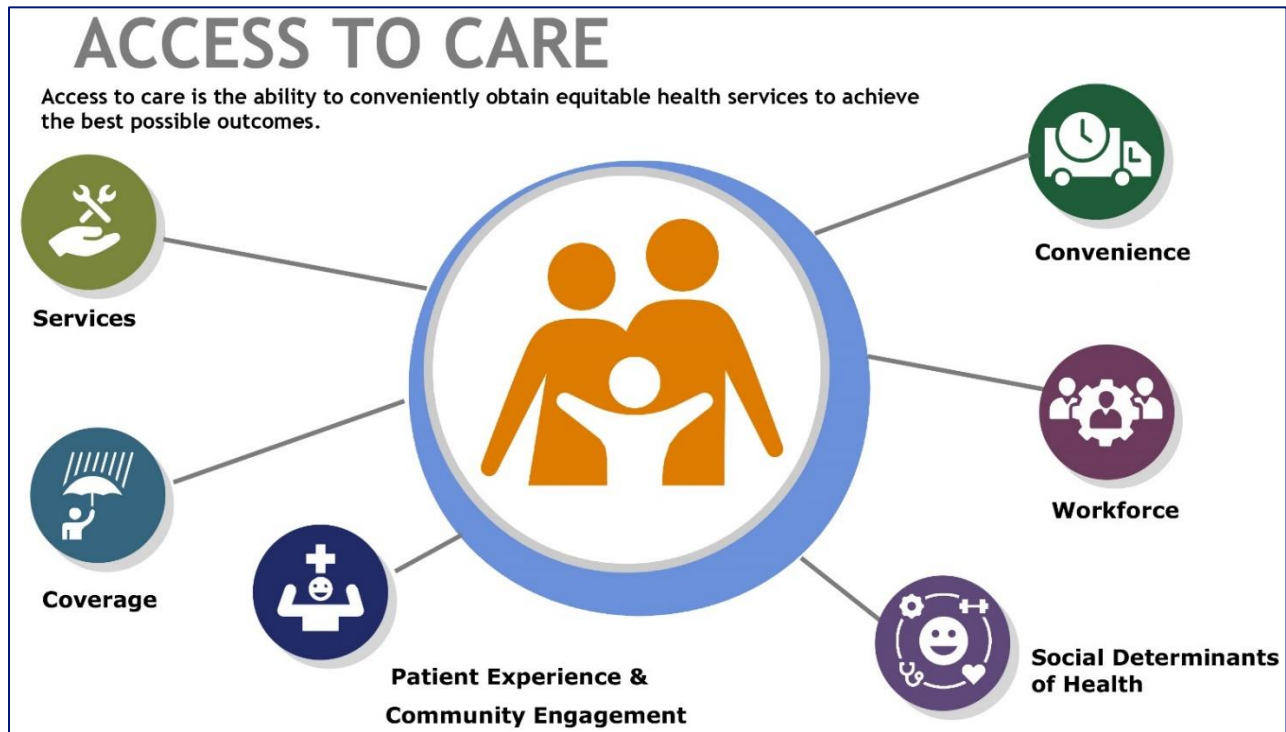 ACCESS TO CARE
Access to care is the ability to conveniently obtain equitable health services to achieve
the best possible outcomes.
Services
Convenience
Coverage
Workforce
Patient Experience &
Community Engagement
Social Determinants
of Health